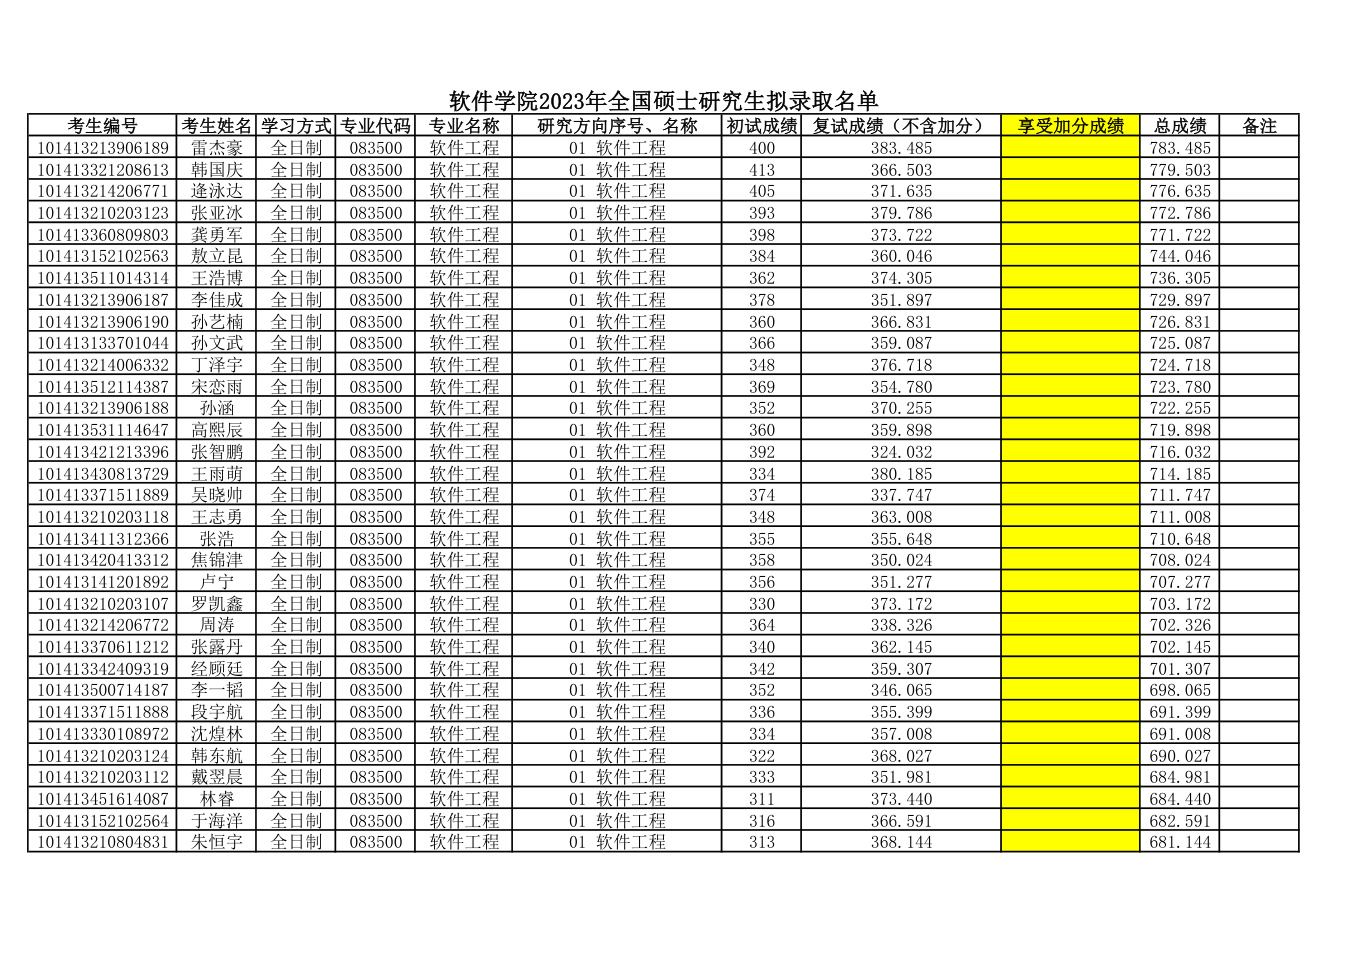 软件学院2023年全国硕士研究生拟录取名单
考生编号 考生姓名 学习方式 专业代码 专业名称 研究方向序号、名称 初试成绩 复试成绩（不含加分） 享受加分成绩 总成绩 备注
101413213906189 雷杰豪 全日制 083500 软件工程 01 软件工程 400 383.485 783.485
101413321208613 韩国庆 全日制 083500 软件工程 01 软件工程 413 366.503 779.503
101413214206771 逄泳达 全日制 083500 软件工程 01 软件工程 405 371.635 776.635
101413210203123 张亚冰 全日制 083500 软件工程 01 软件工程 393 379.786 772.786
101413360809803 龚勇军 全日制 083500 软件工程 01 软件工程 398 373.722 771.722
101413152102563 敖立昆 全日制 083500 软件工程 01 软件工程 384 360.046 744.046
101413511014314 王浩博 全日制 083500 软件工程 01 软件工程 362 374.305 736.305
101413213906187 李佳成 全日制 083500 软件工程 01 软件工程 378 351.897 729.897
101413213906190 孙艺楠 全日制 083500 软件工程 01 软件工程 360 366.831 726.831
101413133701044 孙文武 全日制 083500 软件工程 01 软件工程 366 359.087 725.087
101413214006332 丁泽宇 全日制 083500 软件工程 01 软件工程 348 376.718 724.718
101413512114387 宋恋雨 全日制 083500 软件工程 01 软件工程 369 354.780 723.780
101413213906188 孙涵 全日制 083500 软件工程 01 软件工程 352 370.255 722.255
101413531114647 高熙辰 全日制 083500 软件工程 01 软件工程 360 359.898 719.898
101413421213396 张智鹏 全日制 083500 软件工程 01 软件工程 392 324.032 716.032
101413430813729 王雨萌 全日制 083500 软件工程 01 软件工程 334 380.185 714.185
101413371511889 吴晓帅 全日制 083500 软件工程 01 软件工程 374 337.747 711.747
101413210203118 王志勇 全日制 083500 软件工程 01 软件工程 348 363.008 711.008
101413411312366 张浩 全日制 083500 软件工程 01 软件工程 355 355.648 710.648
101413420413312 焦锦津 全日制 083500 软件工程 01 软件工程 358 350.024 708.024
101413141201892 卢宁 全日制 083500 软件工程 01 软件工程 356 351.277 707.277
101413210203107 罗凯鑫 全日制 083500 软件工程 01 软件工程 330 373.172 703.172
101413214206772 周涛 全日制 083500 软件工程 01 软件工程 364 338.326 702.326
101413370611212 张露丹 全日制 083500 软件工程 01 软件工程 340 362.145 702.145
101413342409319 经顾廷 全日制 083500 软件工程 01 软件工程 342 359.307 701.307
101413500714187 李一韬 全日制 083500 软件工程 01 软件工程 352 346.065 698.065
101413371511888 段宇航 全日制 083500 软件工程 01 软件工程 336 355.399 691.399
101413330108972 沈煌林 全日制 083500 软件工程 01 软件工程 334 357.008 691.008
101413210203124 韩东航 全日制 083500 软件工程 01 软件工程 322 368.027 690.027
101413210203112 戴翌晨 全日制 083500 软件工程 01 软件工程 333 351.981 684.981
101413451614087 林睿 全日制 083500 软件工程 01 软件工程 311 373.440 684.440
101413152102564 于海洋 全日制 083500 软件工程 01 软件工程 316 366.591 682.591
101413210804831 朱恒宇 全日制 083500 软件工程 01 软件工程 313 368.144 681.144